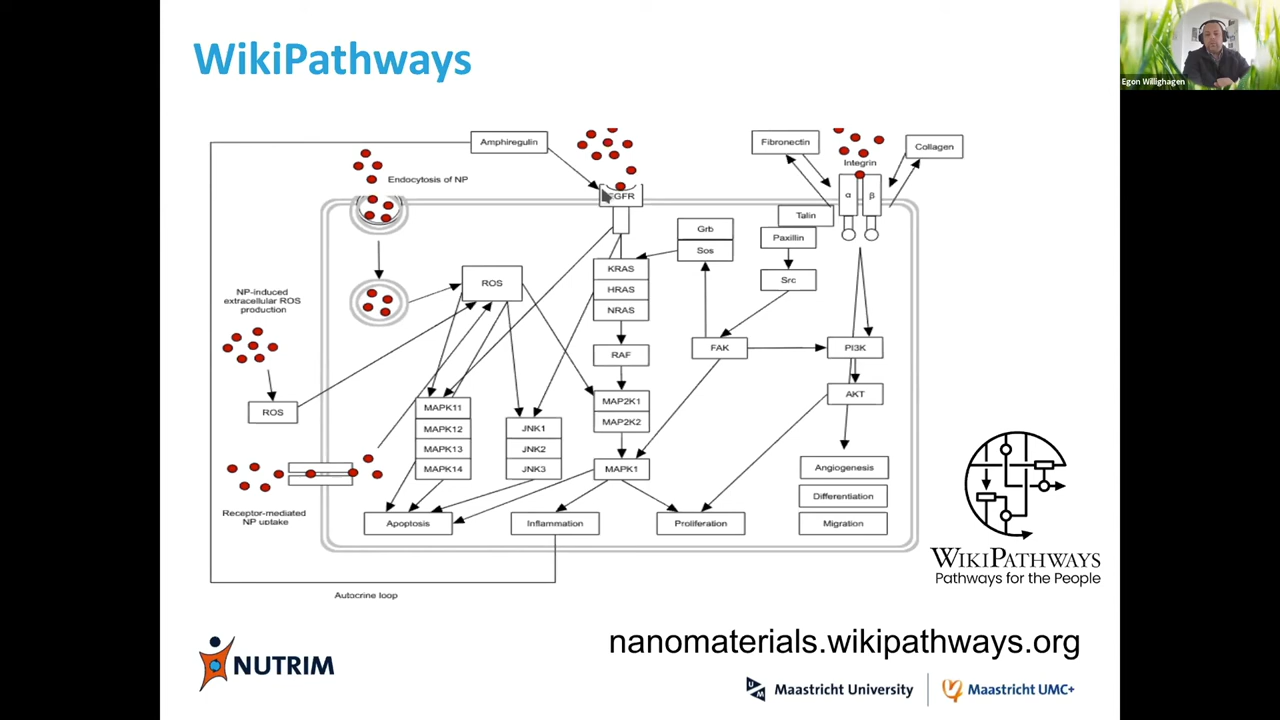 WikiPathways
Egon Willighagen
Amphiregulin
Fibronectin
Collagen
Integrin
Endocytosis of NP
EGFR
α
β
Talin
Grb
Sos
Paxillin
Src
KRAS
HRAS
NRAS
ROS
NP-induced
extracellular ROS
production
RAF
FAK
PI3K
AKT
ROS
MAPK11
MAPK12
MAPK13
MAPK14
JNK1
JNK2
JNK3
MAP2K1
MAP2K2
MAPK1
Angiogenesis
Differentiation
Migration
Receptor-mediated
NP uptake
Apoptosis
Inflammation
Proliferation
Autocrine loop
WIKIPATHWAYS
Pathways for the People
nanomaterials.wikipathways.org
NUTRIM
UM
Maastricht University
Maastricht UMC+